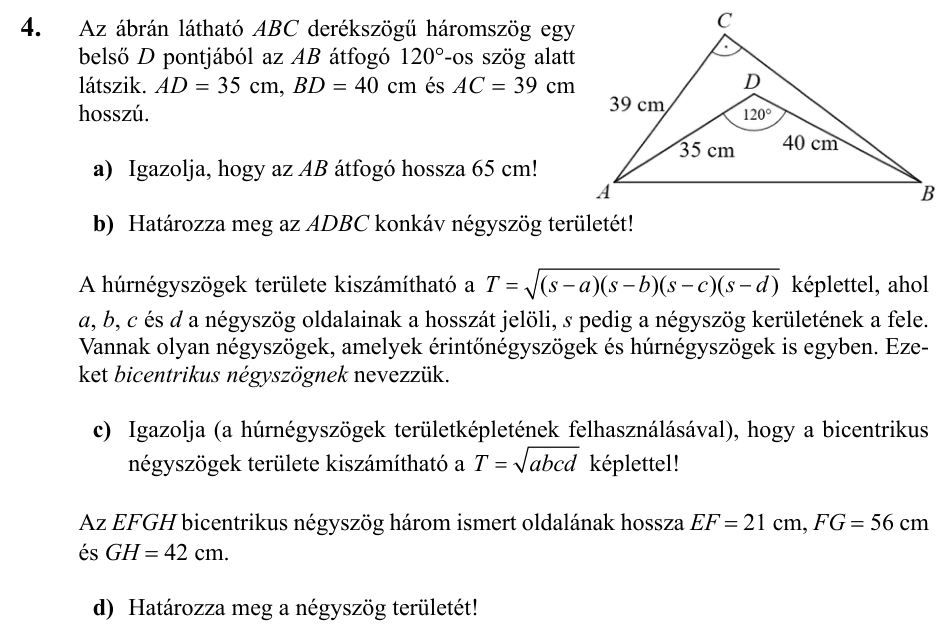 4. Az ábrán látható ABC derékszögű háromszög egy
belső D pontjából az AB átfogó 120°-os szög alatt
látszik. AD = 35 cm, BD = 40 cm és AC = 39 cm
hosszú.
C
D
39 cm
120°
35 cm
40 cm
A
B
a) Igazolja, hogy az AB átfogó hossza 65 cm!
b) Határozza meg az ADBC konkáv négyszög területét!
A húrnégyszögek területe kiszámítható a T = √((s – a)(s – b)(s – c)(s – d)) képlettel, ahol
a, b, c és d a négyszög oldalainak a hosszát jelöli, s pedig a négyszög kerületének a fele.
Vannak olyan négyszögek, amelyek érintőnégyszögek és húrnégyszögek is egyben. Eze-
ket bicentrikus négyszögnek nevezzük.
c) Igazolja (a húrnégyszögek területképletének felhasználásával), hogy a bicentrikus
négyszögek területe kiszámítható a T = √abcd képlettel!
Az EFGH bicentrikus négyszög három ismert oldalának hossza EF = 21 cm, FG = 56 cm
és GH = 42 cm.
d) Határozza meg a négyszög területét!